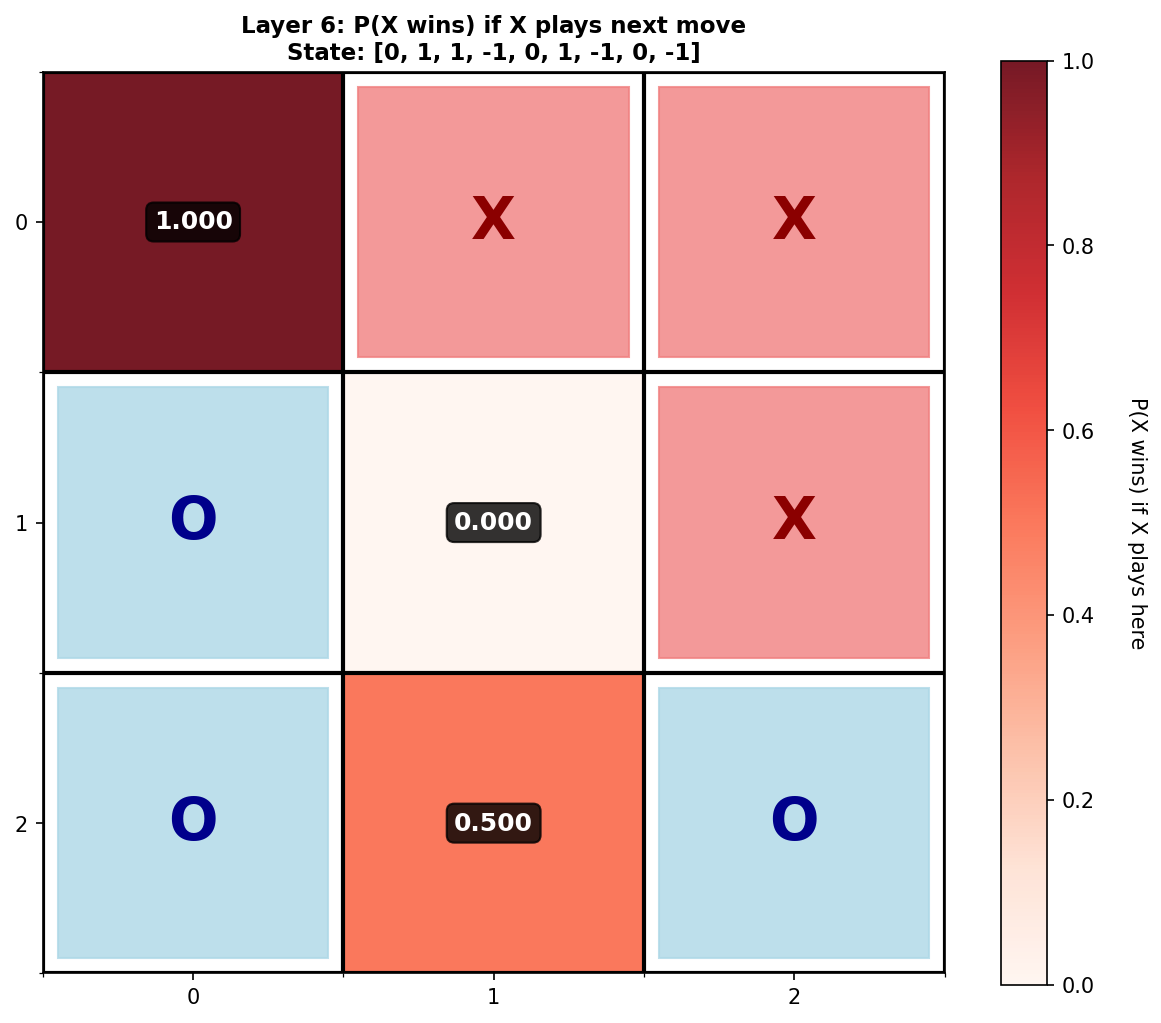 Layer 6: P(X wins) if X plays next move
State: [0, 1, 1, -1, 0, 1, -1, 0, -1]
0
1.000
X
X
1
O
0.000
X
2
O
0.500
O
0
1
2
1.0
0.8
0.6
0.4
0.2
0.0
P(X wins) if X plays here